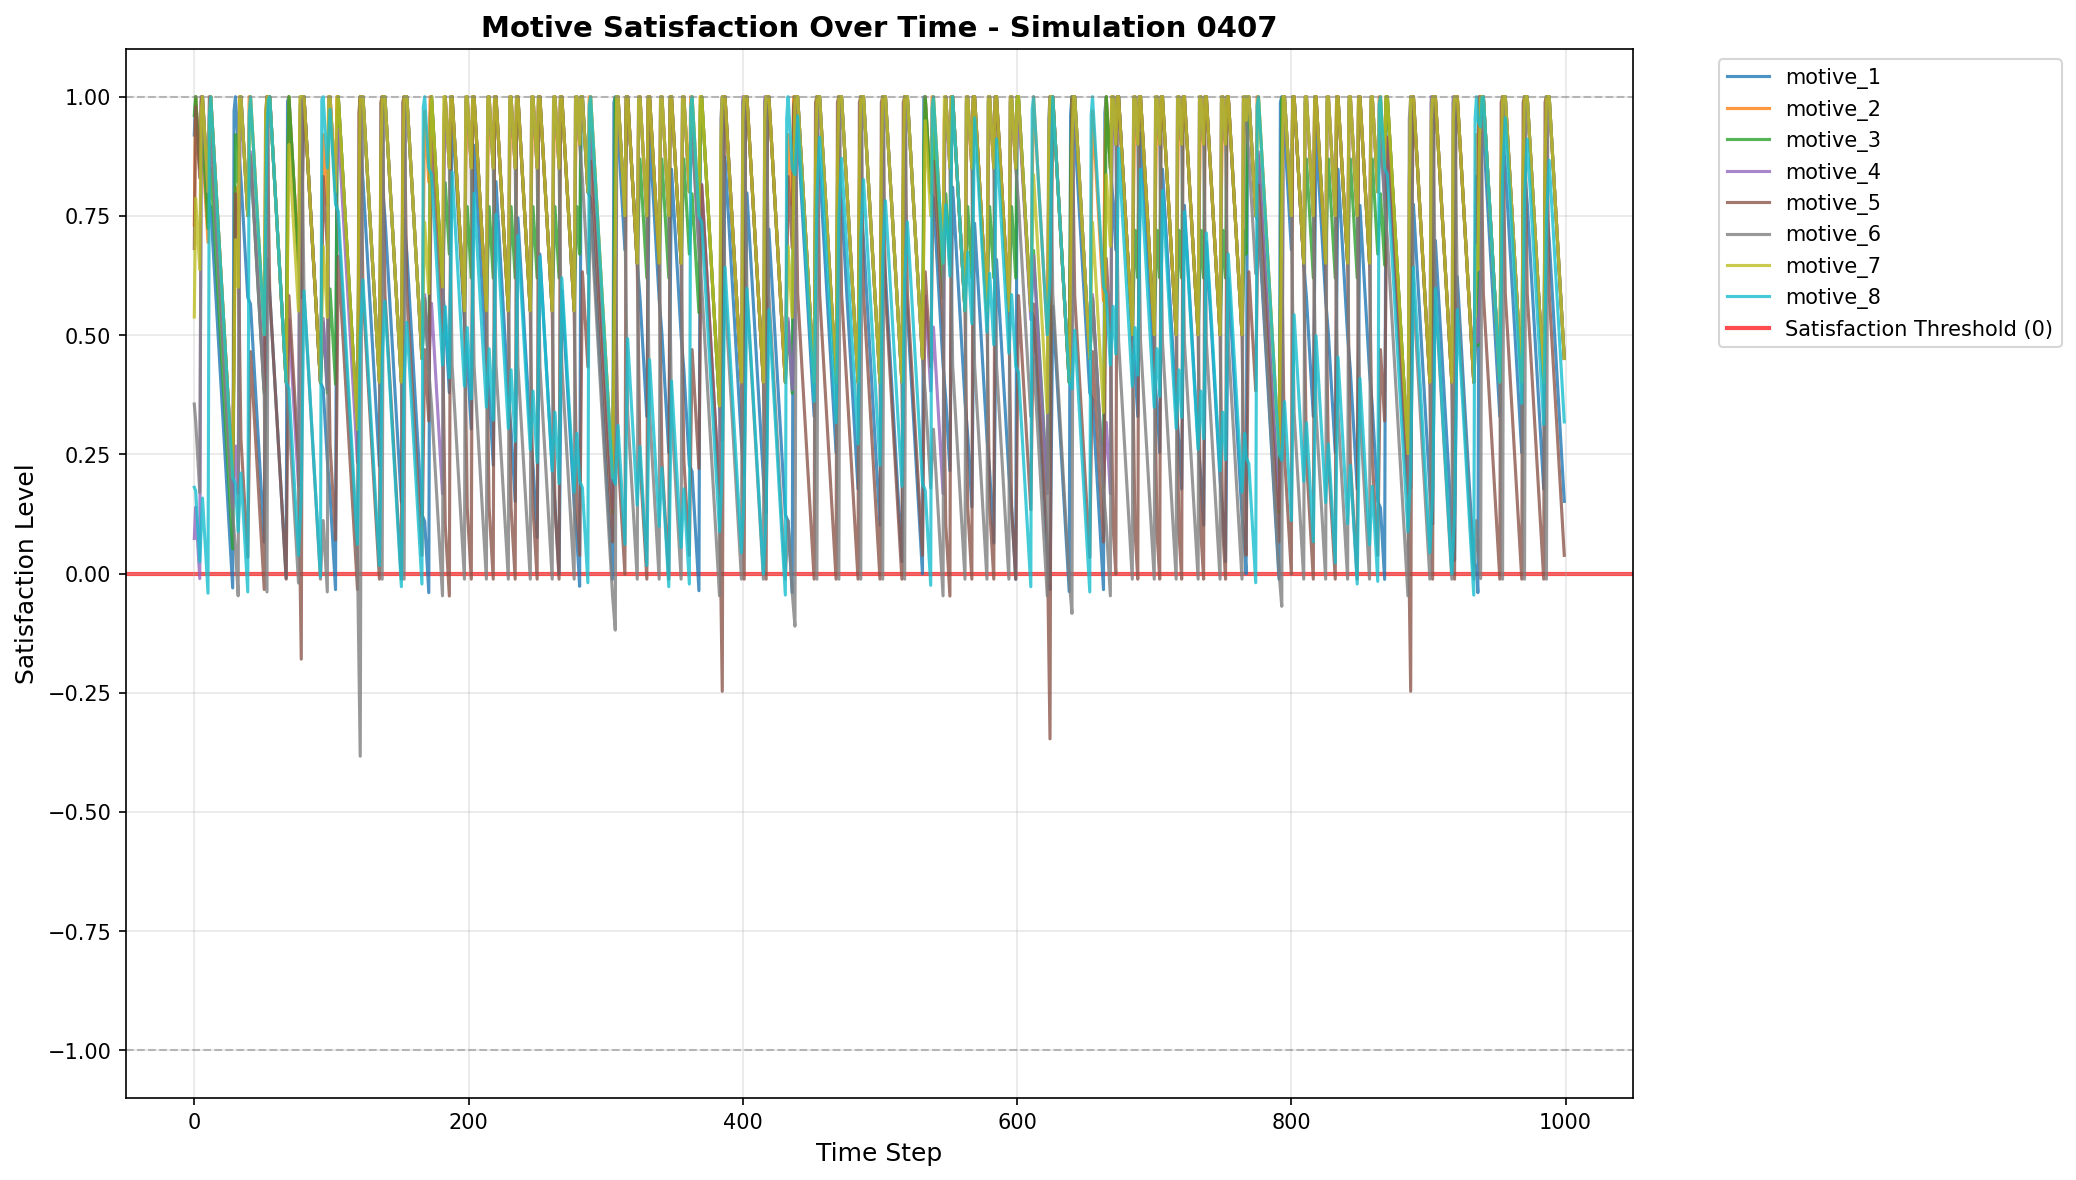 Motive Satisfaction Over Time - Simulation 0407
1.00
0.75
0.50
0.25
0.00
−0.25
−0.50
−0.75
−1.00
Satisfaction Level
0
200
400
600
800
1000
Time Step
motive_1
motive_2
motive_3
motive_4
motive_5
motive_6
motive_7
motive_8
Satisfaction Threshold (0)